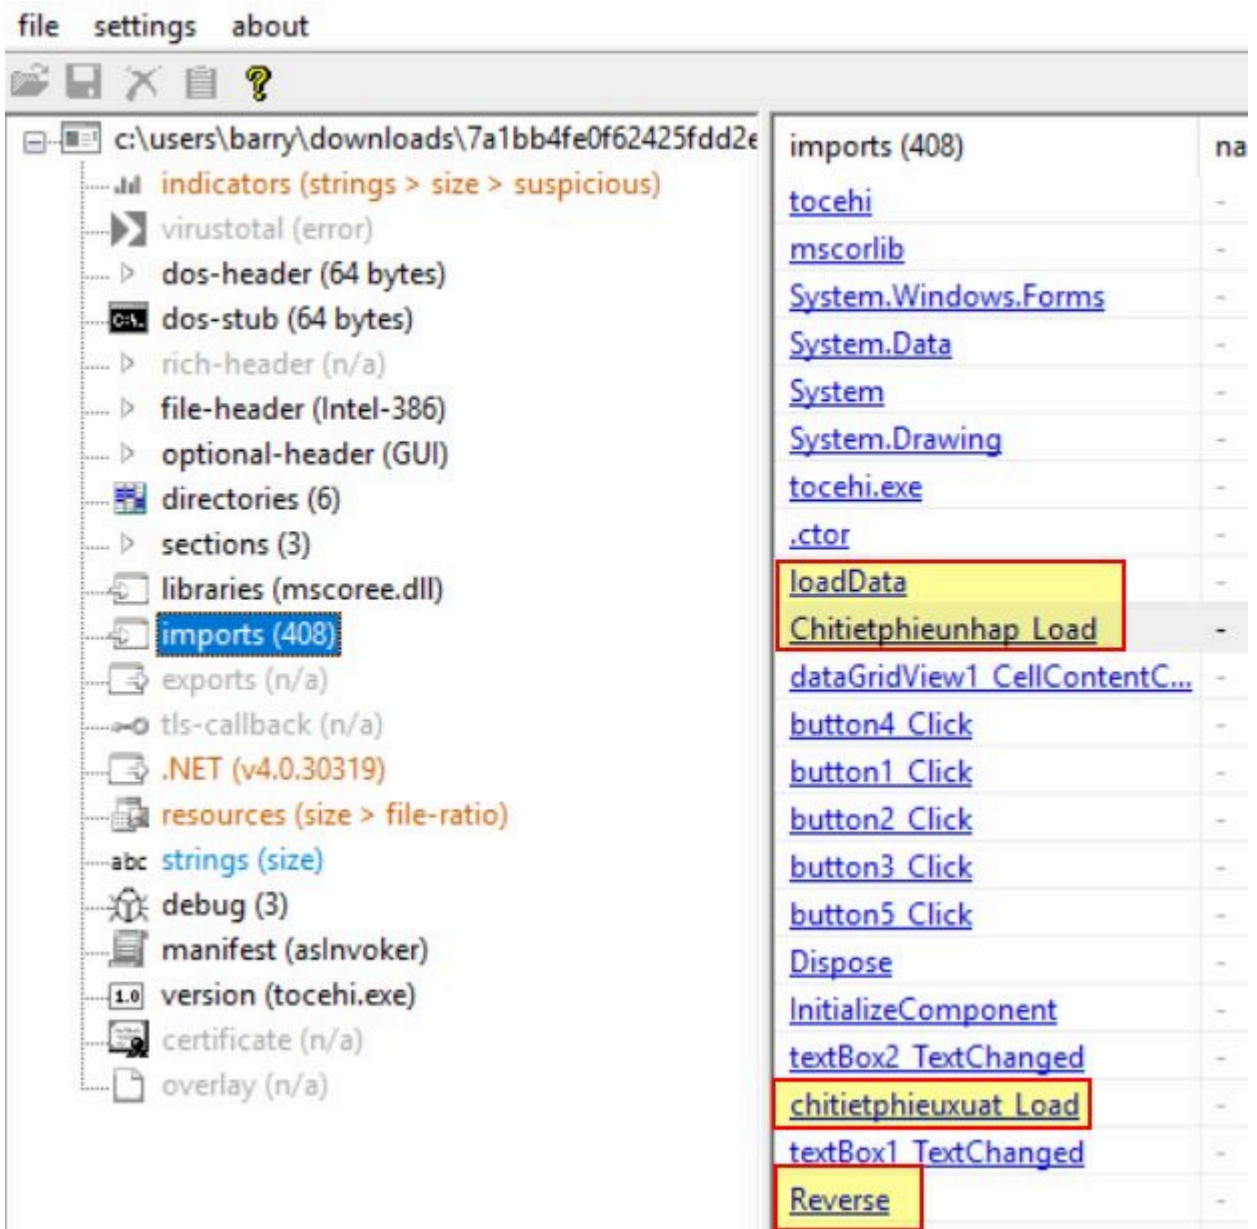 file settings about
c:\users\barry\downloads\7a1bb4fe0f62425fdd2e
indicators (strings > size > suspicious)
virustotal (error)
dos-header (64 bytes)
dos-stub (64 bytes)
rich-header (n/a)
file-header (Intel-386)
optional-header (GUI)
directories (6)
sections (3)
libraries (mscoree.dll)
imports (408)
exports (n/a)
tls-callback (n/a)
.NET (v4.0.30319)
resources (size > file-ratio)
abc strings (size)
debug (3)
manifest (asInvoker)
1.0 version (tocehi.exe)
certificate (n/a)
overlay (n/a)
imports (408) na
tocehi -
mscorlib -
System.Windows.Forms -
System.Data -
System -
System.Drawing -
tocehi.exe -
.ctor -
loadData -
Chitietphieunhap_Load -
dataGridView1_CellContentC... -
button4_Click -
button1_Click -
button2_Click -
button3_Click -
button5_Click -
Dispose -
InitializeComponent -
textBox2_TextChanged -
chitietphieuxuat_Load -
textBox1_TextChanged -
Reverse -